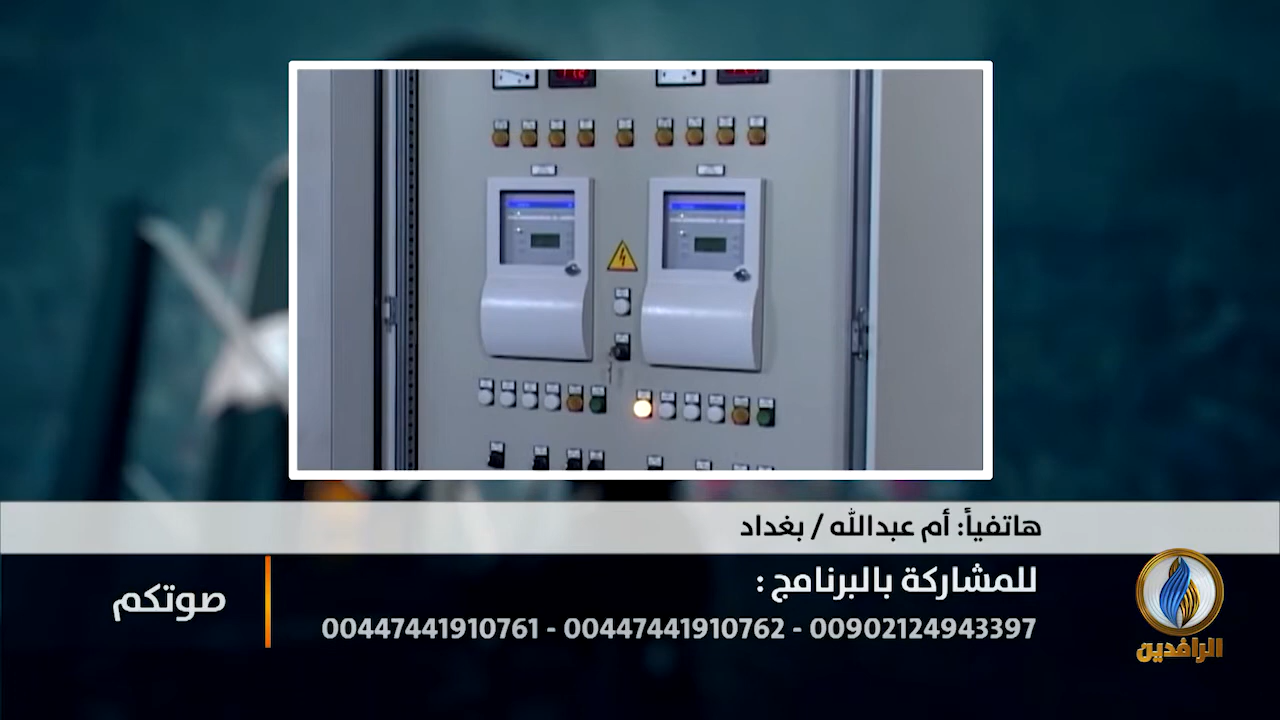 هاتفياً: أم عبدالله / بغداد
للمشاركة بالبرنامج :
00447441910761 - 00447441910762 - 00902124943397
صوتكم
الرافدين